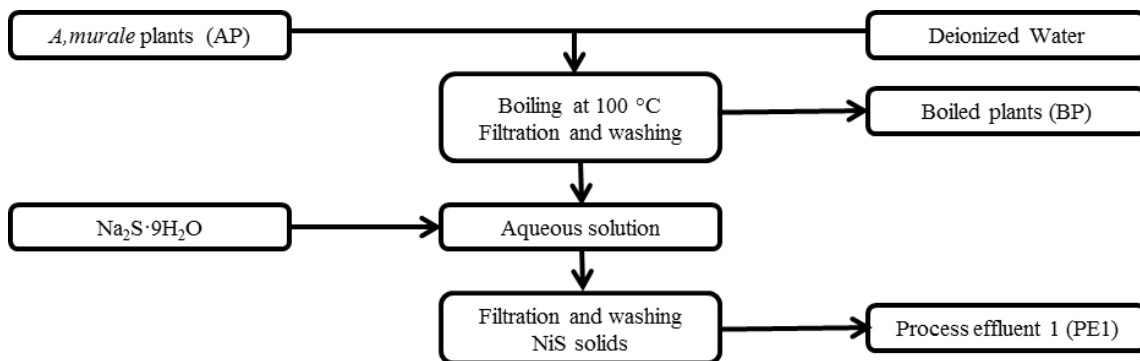 A,murale plants (AP)
Deionized Water
Boiling at 100 °C
Filtration and washing
Boiled plants (BP)
Na₂S·9H₂O
Aqueous solution
Filtration and washing
NiS solids
Process effluent 1 (PE1)